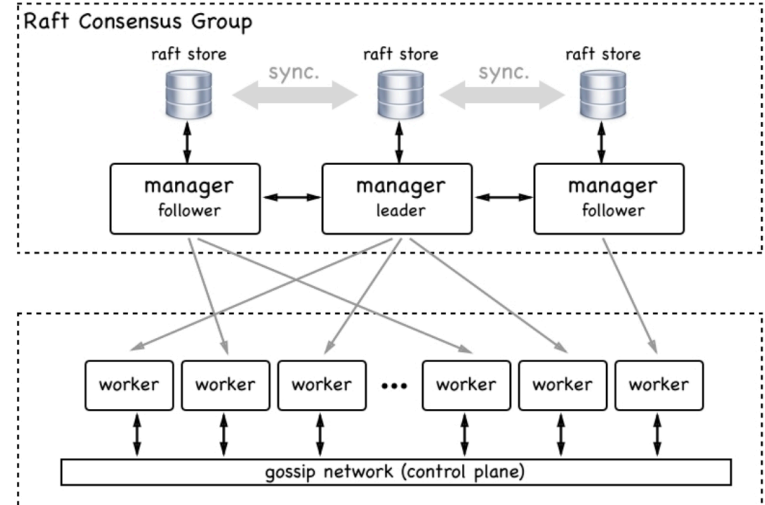 Raft Consensus Group
raft store
raft store
raft store
sync.
sync.
manager
follower
manager
leader
manager
follower
worker
worker
worker
•••
worker
worker
worker
gossip network (control plane)